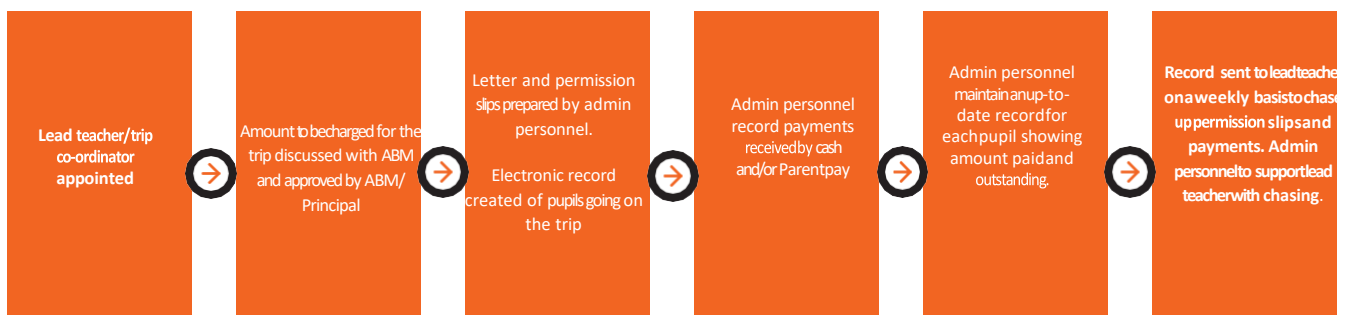 Lead teacher/trip
co-ordinator
appointed
Amount to be charged for the
trip discussed with ABM
and approved by ABM/
Principal
Letter and permission
slips prepared by admin
personnel.
Electronic record
created of pupils going on
the trip
Admin personnel
record payments
received by cash
and/or Parentpay
Admin personnel
maintain an up-to-
date record for
each pupil showing
amount paid and
outstanding.
Record sent to lead teache
on a weekly basis to chase
up permission slips and
payments. Admin
personnel to support lead
teacher with chasing.